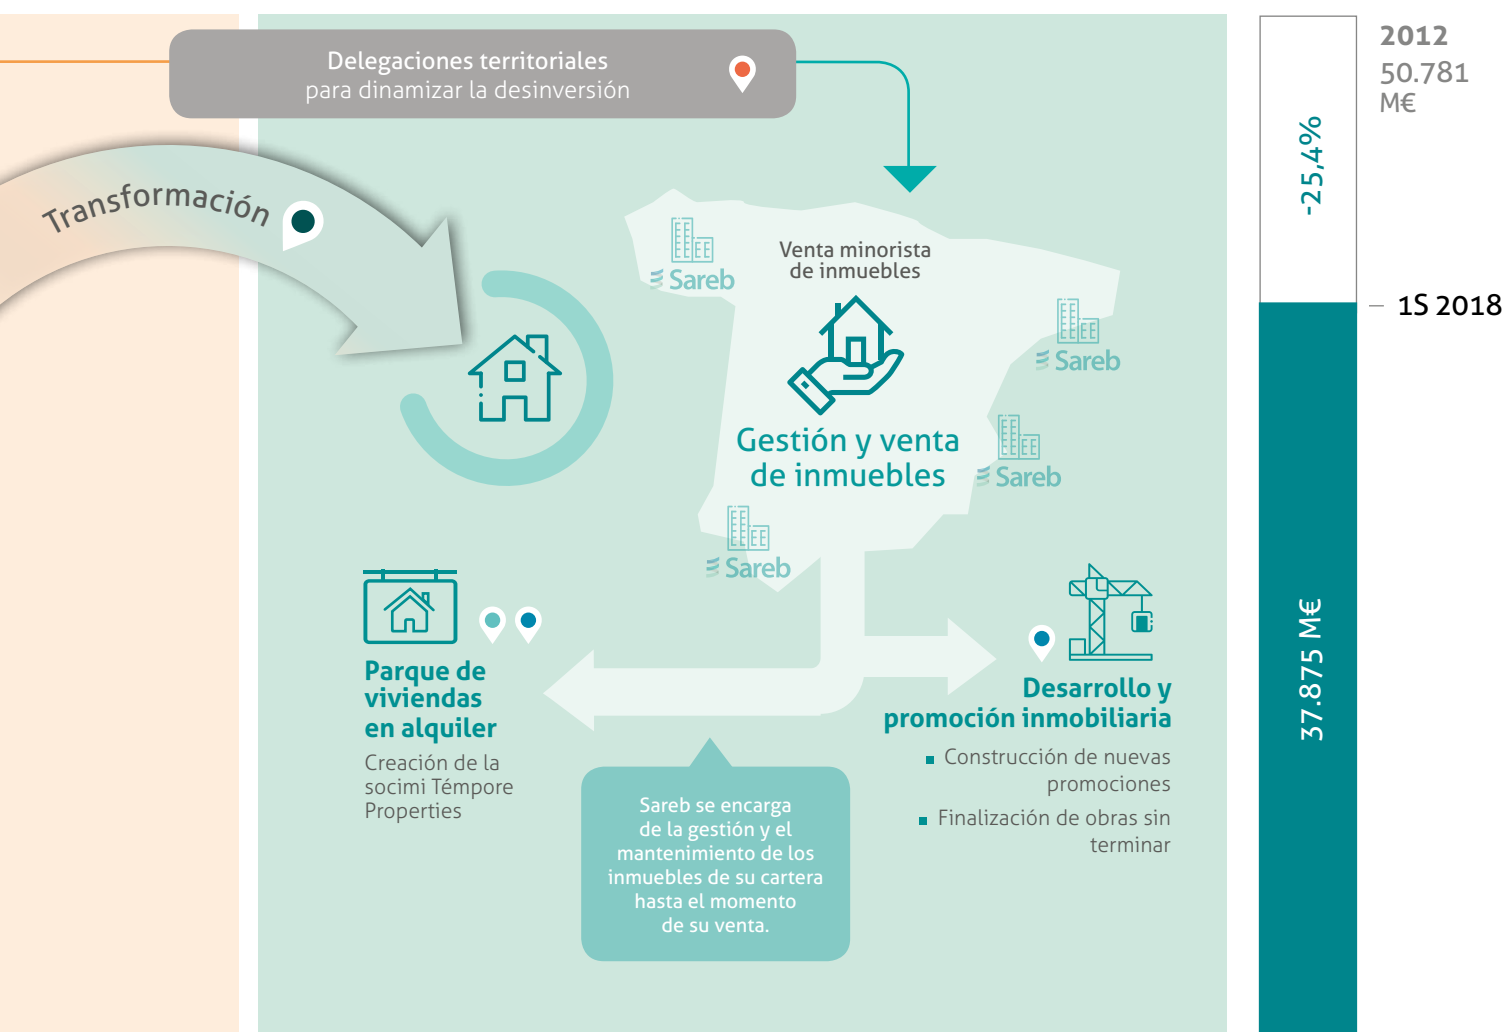 Delegaciones territoriales
para dinamizar la desinversión
Transformación
Sareb
Venta minorista
de inmuebles
Sareb
Gestión y venta
de inmuebles
Sareb
Sareb
Parque de
viviendas
en alquiler
Creación de la
socimi Témpore
Properties
Desarrollo y
promoción inmobiliaria
Construcción de nuevas
promociones
Finalización de obras sin
terminar
Sareb se encarga
de la gestión y el
mantenimiento de los
inmuebles de su cartera
hasta el momento
de su venta.
2012
50.781
M€
-25,4%
1S 2018
37.875 M€